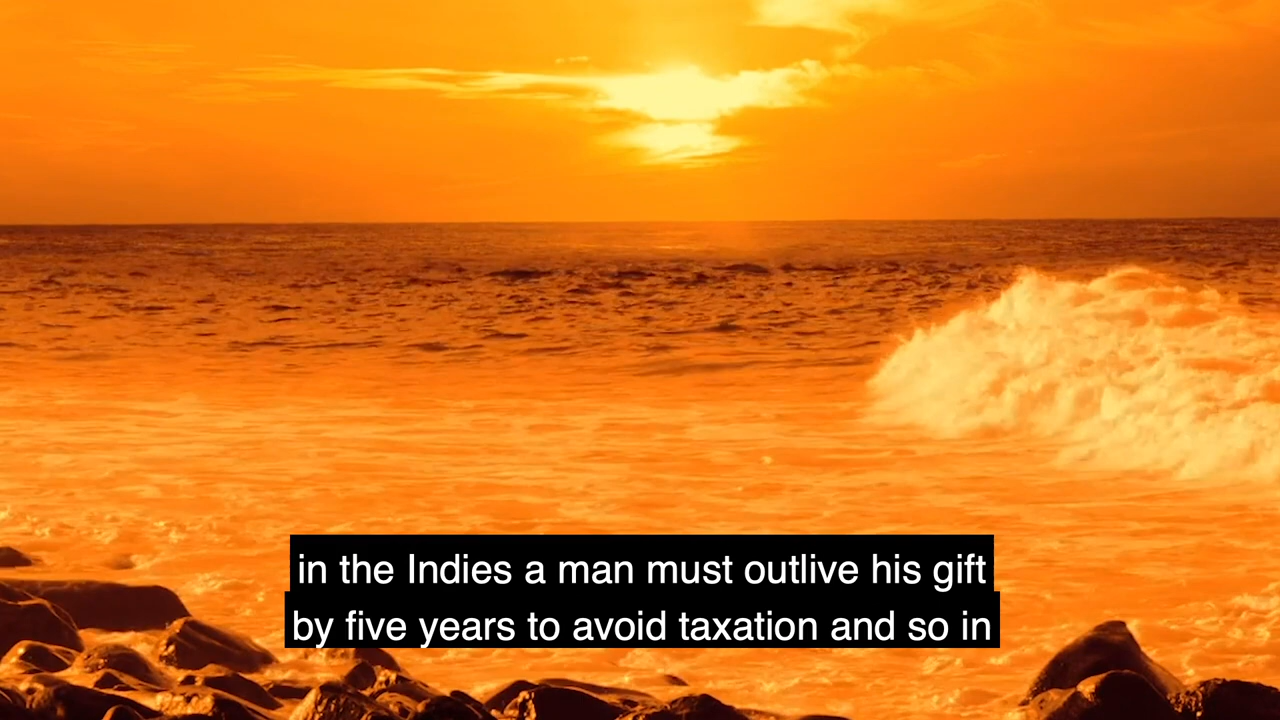 in the Indies a man must outlive his gift
by five years to avoid taxation and so in